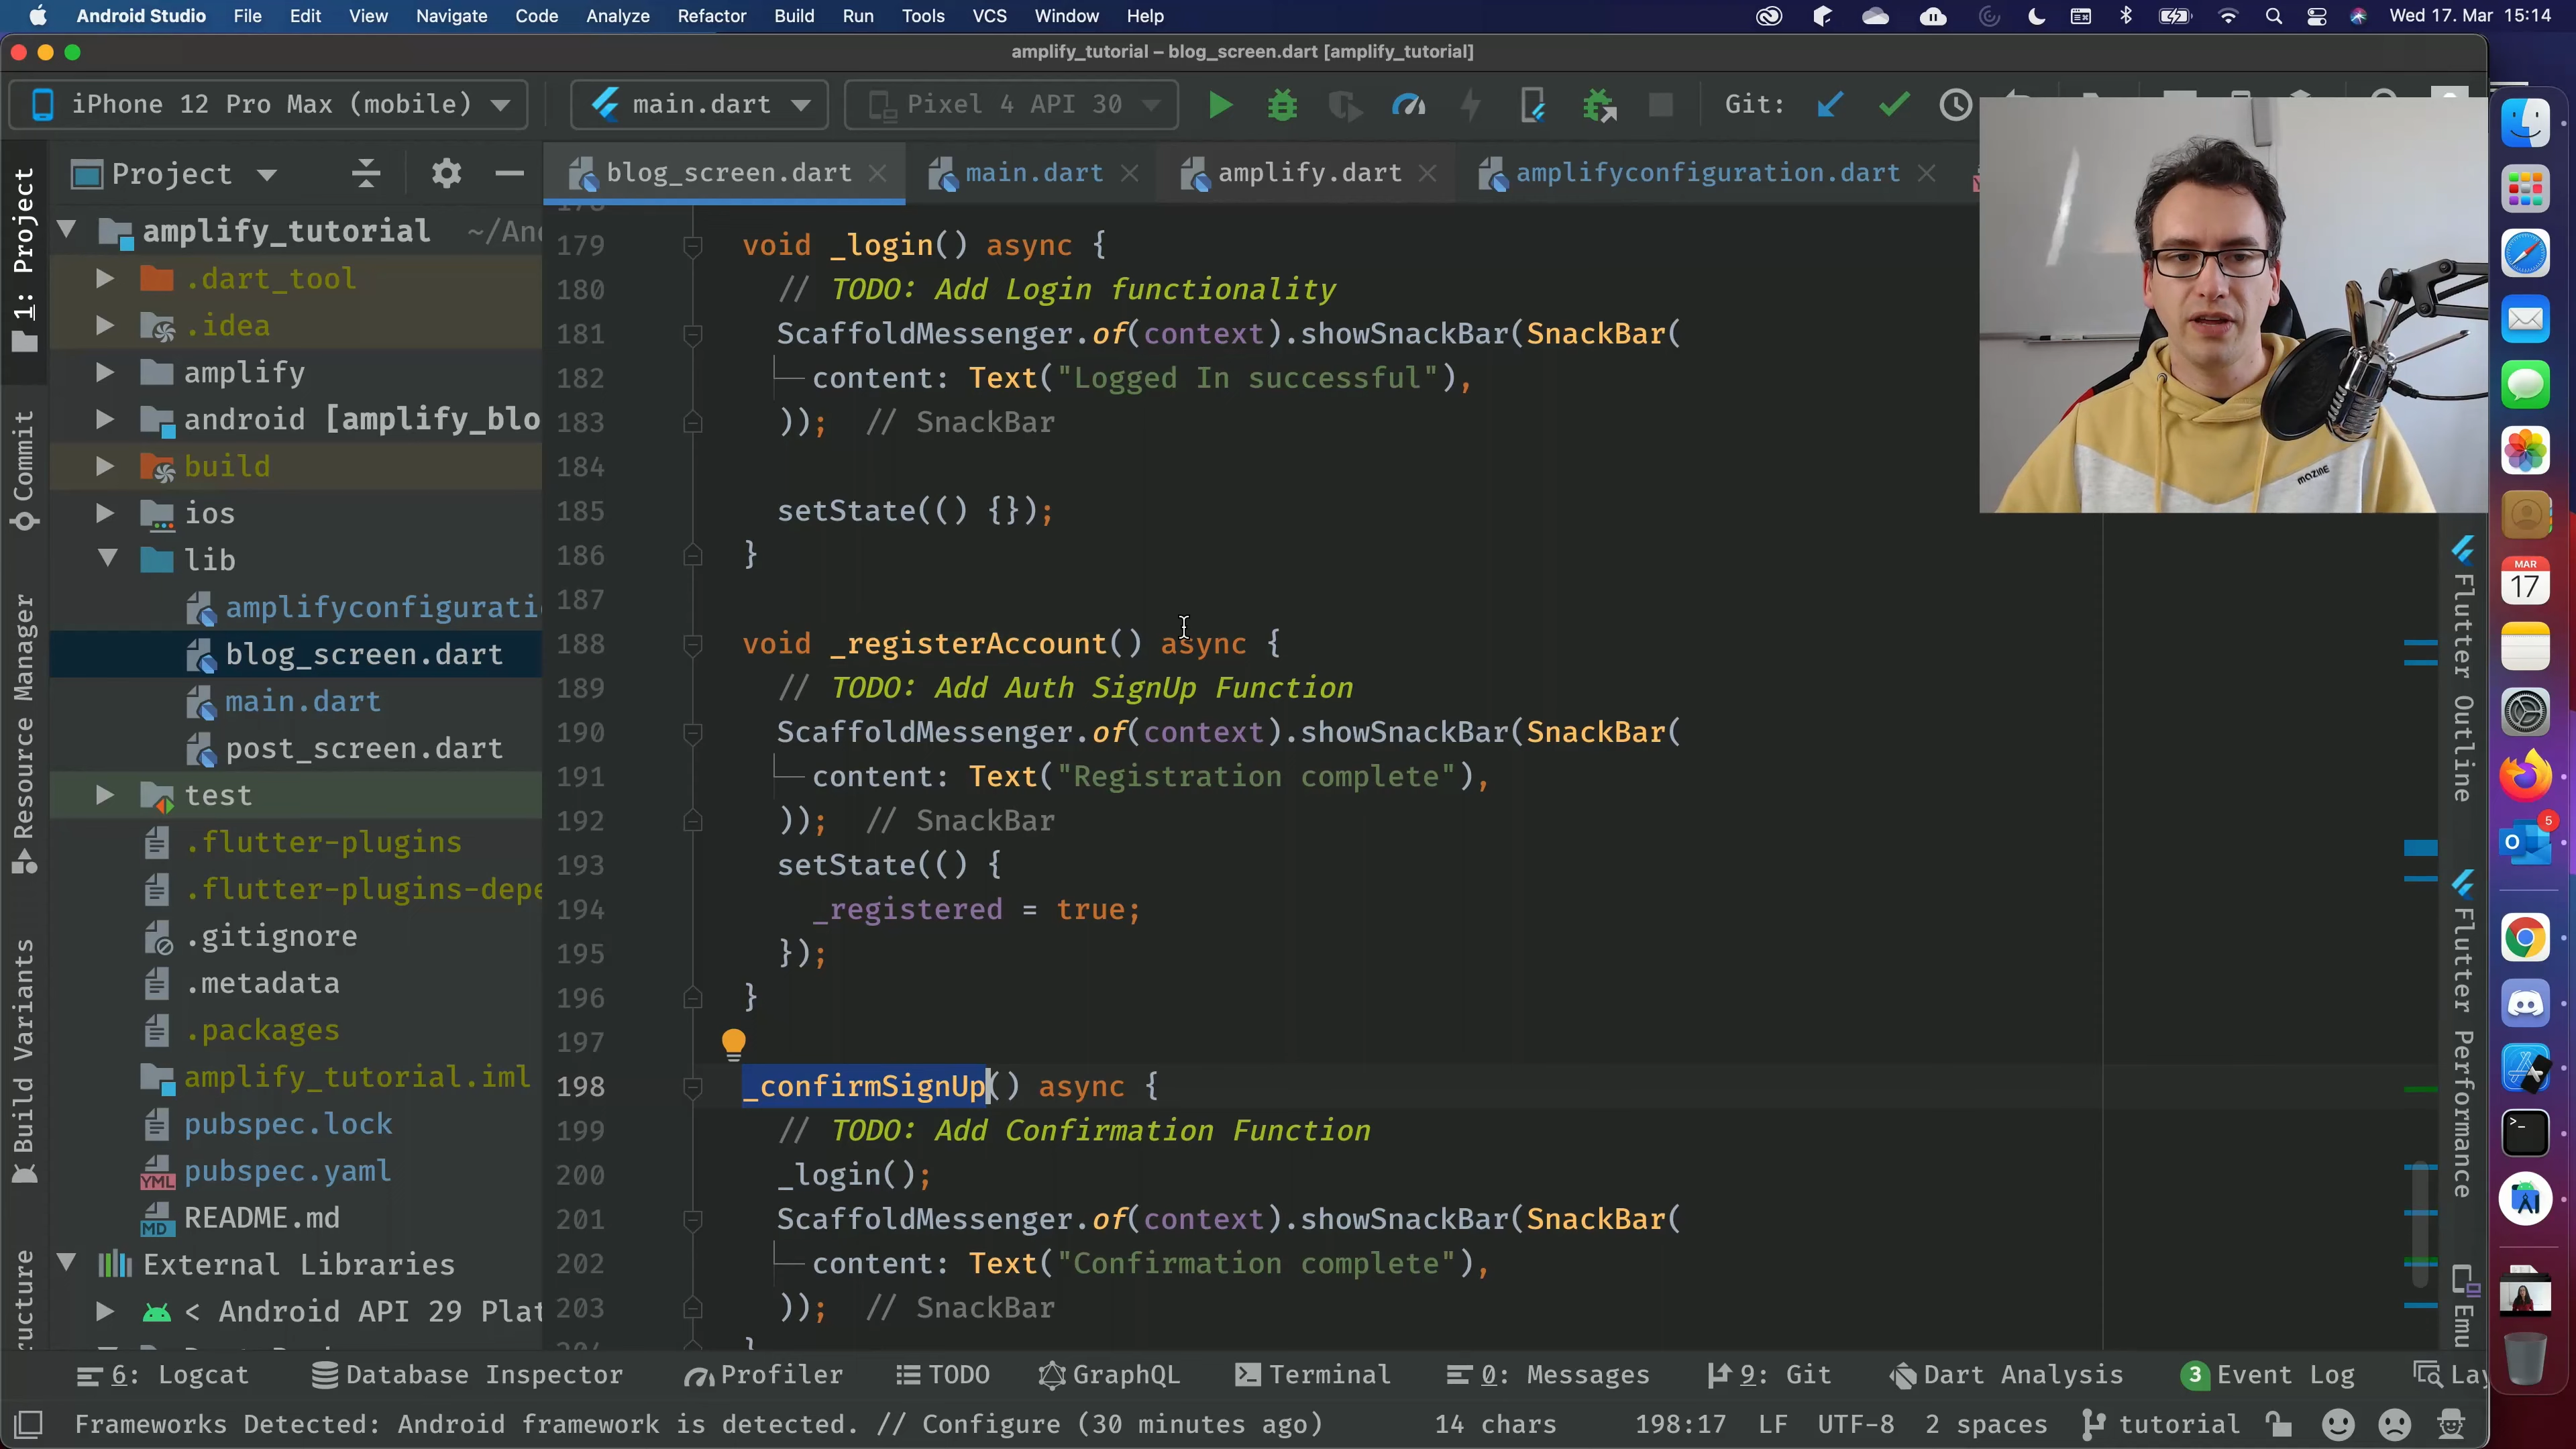 Android Studio File Edit View Navigate Code Analyze Refactor Build Run Tools VCS Window Help Wed 17. Mar 15:14
amplify_tutorial – blog_screen.dart [amplify_tutorial]
iPhone 12 Pro Max (mobile) main.dart Pixel 4 API 30 Git:
Project blog_screen.dart main.dart amplify.dart amplifyconfiguration.dart
1: Project
Commit
Resource Manager
Build Variants
amplify_tutorial
.dart_tool
.idea
amplify
android [amplify_blo
build
ios
lib
amplifyconfigurati
blog_screen.dart
main.dart
post_screen.dart
test
.flutter-plugins
.flutter-plugins-depe
.gitignore
.metadata
.packages
amplify_tutorial.iml
pubspec.lock
pubspec.yaml
README.md
External Libraries
< Android API 29 Plat
179 void _login() async {
180 // TODO: Add Login functionality
181 ScaffoldMessenger.of(context).showSnackBar(SnackBar(
182 content: Text("Logged In successful"),
183 )); // SnackBar
184
185 setState(() {});
186 }
187
188 void _registerAccount() async {
189 // TODO: Add Auth SignUp Function
190 ScaffoldMessenger.of(context).showSnackBar(SnackBar(
191 content: Text("Registration complete"),
192 )); // SnackBar
193 setState(() {
194 _registered = true;
195 });
196 }
197
198 _confirmSignUp() async {
199 // TODO: Add Confirmation Function
200 _login();
201 ScaffoldMessenger.of(context).showSnackBar(SnackBar(
202 content: Text("Confirmation complete"),
203 )); // SnackBar
}
mazine
Flutter Outline
Flutter Performance
Emu
MAR
17
5
6: Logcat Database Inspector Profiler TODO GraphQL Terminal 0: Messages 9: Git Dart Analysis 3 Event Log Lay
Frameworks Detected: Android framework is detected. // Configure (30 minutes ago) 14 chars 198:17 LF UTF-8 2 spaces tutorial